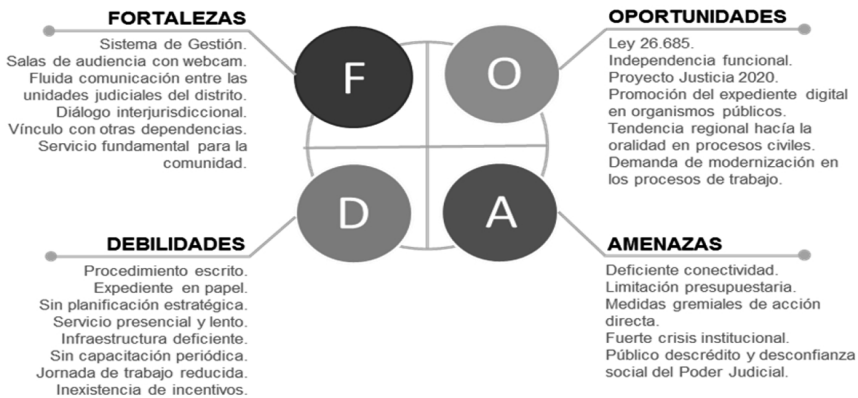 FORTALEZAS
Sistema de Gestión.
Salas de audiencia con webcam.
Fluida comunicación entre las
unidades judiciales del distrito.
Diálogo interjurisdiccional.
Vínculo con otras dependencias.
Servicio fundamental para la
comunidad.
F
O
OPORTUNIDADES
Ley 26.685.
Independencia funcional.
Proyecto Justicia 2020.
Promoción del expediente digital
en organismos públicos.
Tendencia regional hacía la
oralidad en procesos civiles.
Demanda de modernización en
los procesos de trabajo.
DEBILIDADES
Procedimiento escrito.
Expediente en papel.
Sin planificación estratégica.
Servicio presencial y lento.
Infraestructura deficiente.
Sin capacitación periódica.
Jornada de trabajo reducida.
Inexistencia de incentivos.
D
A
AMENAZAS
Deficiente conectividad.
Limitación presupuestaria.
Medidas gremiales de acción
directa.
Fuerte crisis institucional.
Público descrédito y desconfianza
social del Poder Judicial.